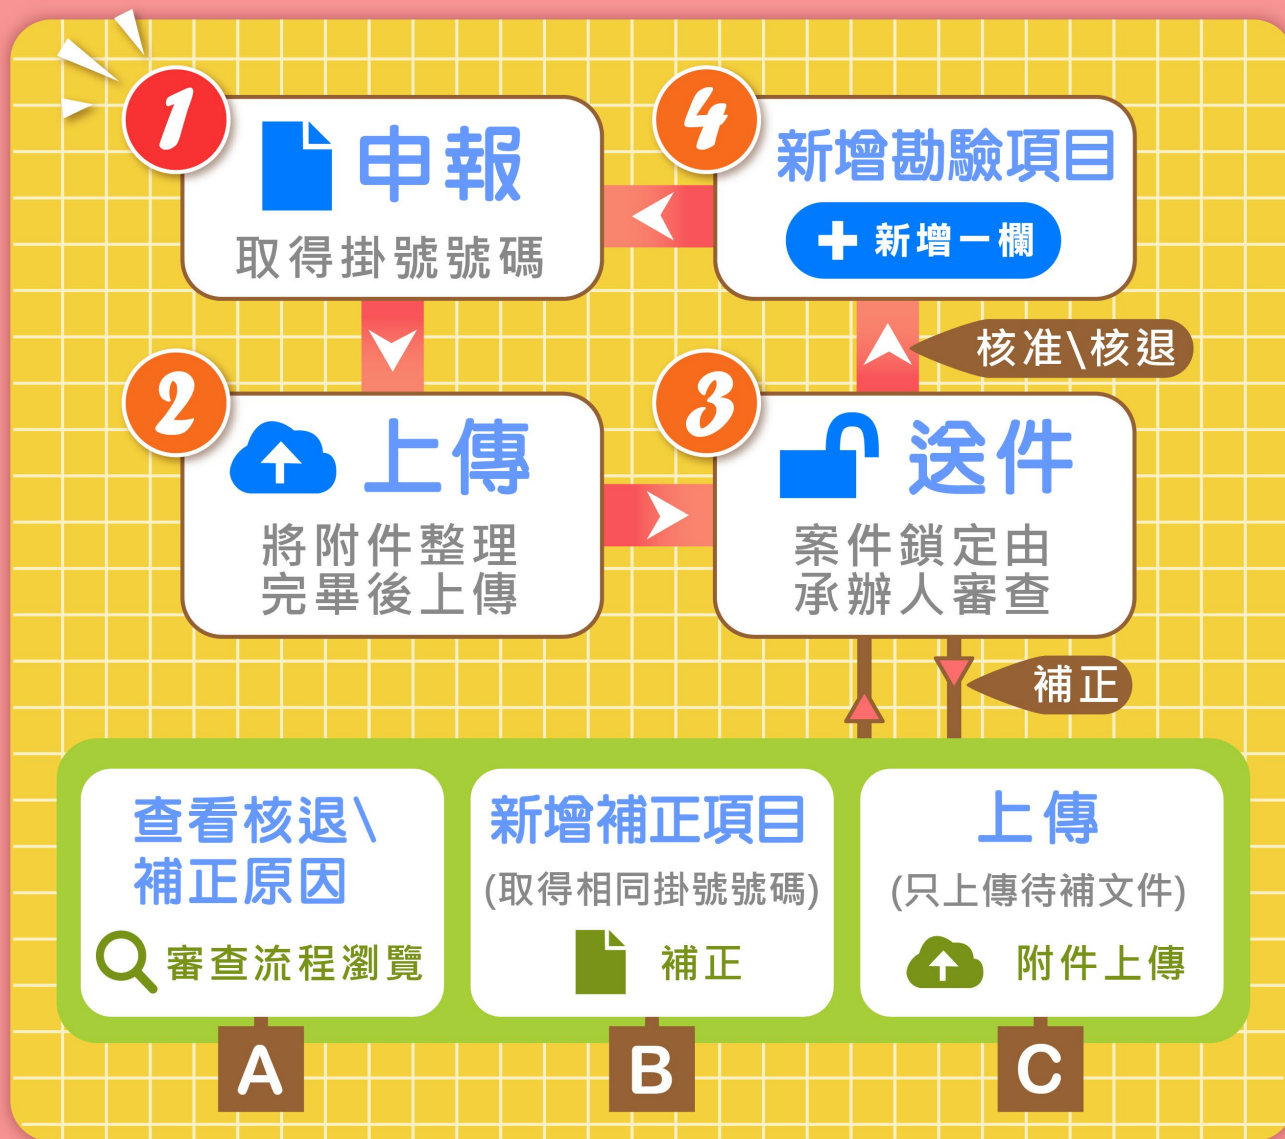 1
申報
取得掛號號碼
2
上傳
將附件整理
完畢後上傳
3
送件
案件鎖定由
承辦人審查
核准\核退
4
新增勘驗項目
新增一欄
補正
查看核退\
補正原因
審查流程瀏覽
A
新增補正項目
(取得相同掛號號碼)
補正
B
上傳
(只上傳待補文件)
附件上傳
C